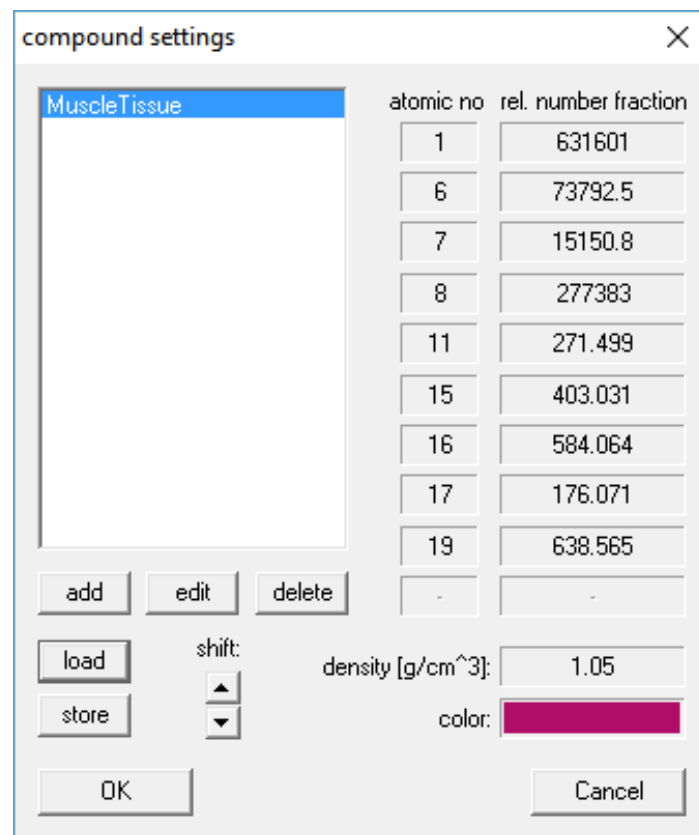 compound settings
MuscleTissue
atomic no rel. number fraction
1 631601
6 73792.5
7 15150.8
8 277383
11 271.499
15 403.031
16 584.064
17 176.071
19 638.565
- -
add edit delete
load shift:
density [g/cm^3]: 1.05
store
color:
OK Cancel